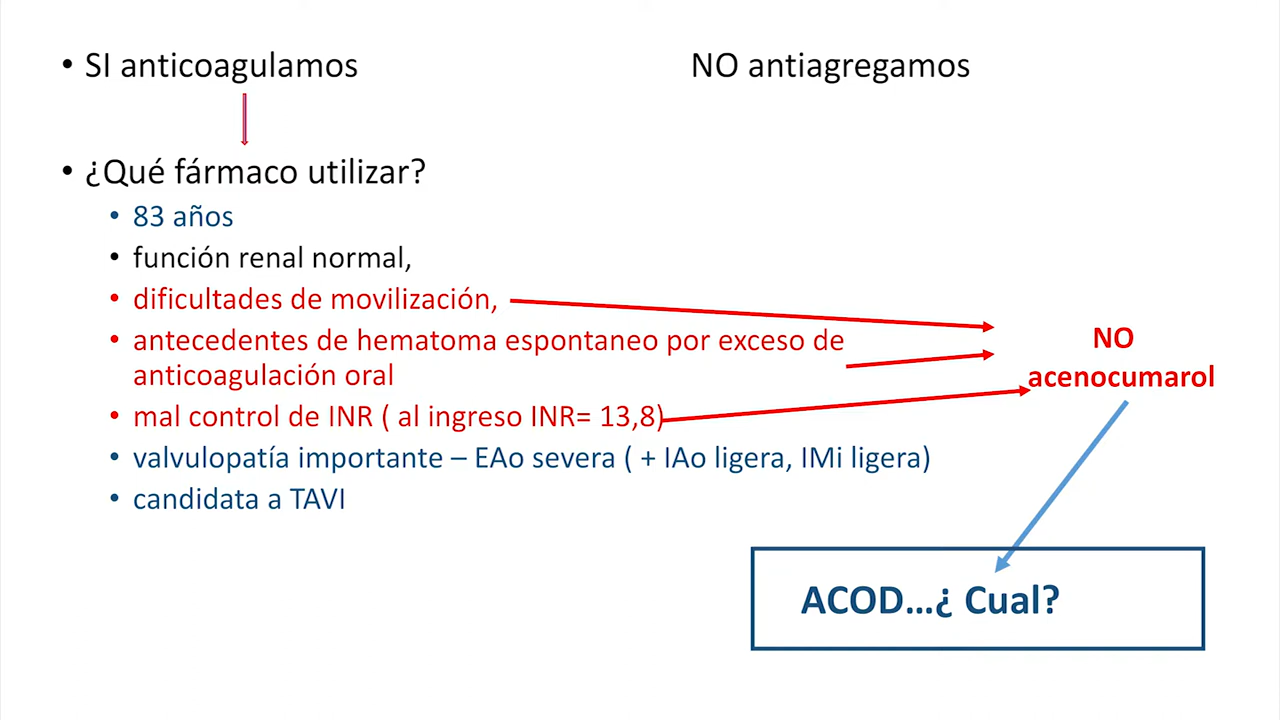 • SI anticoagulamos
NO antiagregamos
• ¿Qué fármaco utilizar?
• 83 años
• función renal normal,
• dificultades de movilización,
• antecedentes de hematoma espontaneo por exceso de
anticoagulación oral
• mal control de INR ( al ingreso INR= 13,8)
• valvulopatía importante – EAo severa ( + IAo ligera, IMi ligera)
• candidata a TAVI
NO
acenocumarol
ACOD...¿ Cual?